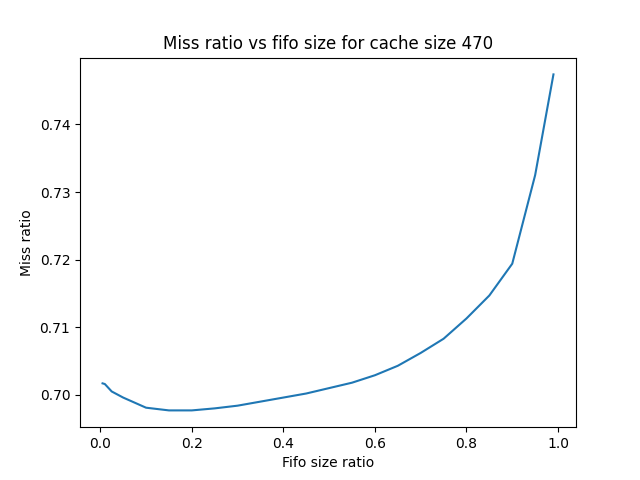 Miss ratio vs fifo size for cache size 470
0.74
0.73
0.72
0.71
0.70
Miss ratio
0.0 0.2 0.4 0.6 0.8 1.0
Fifo size ratio